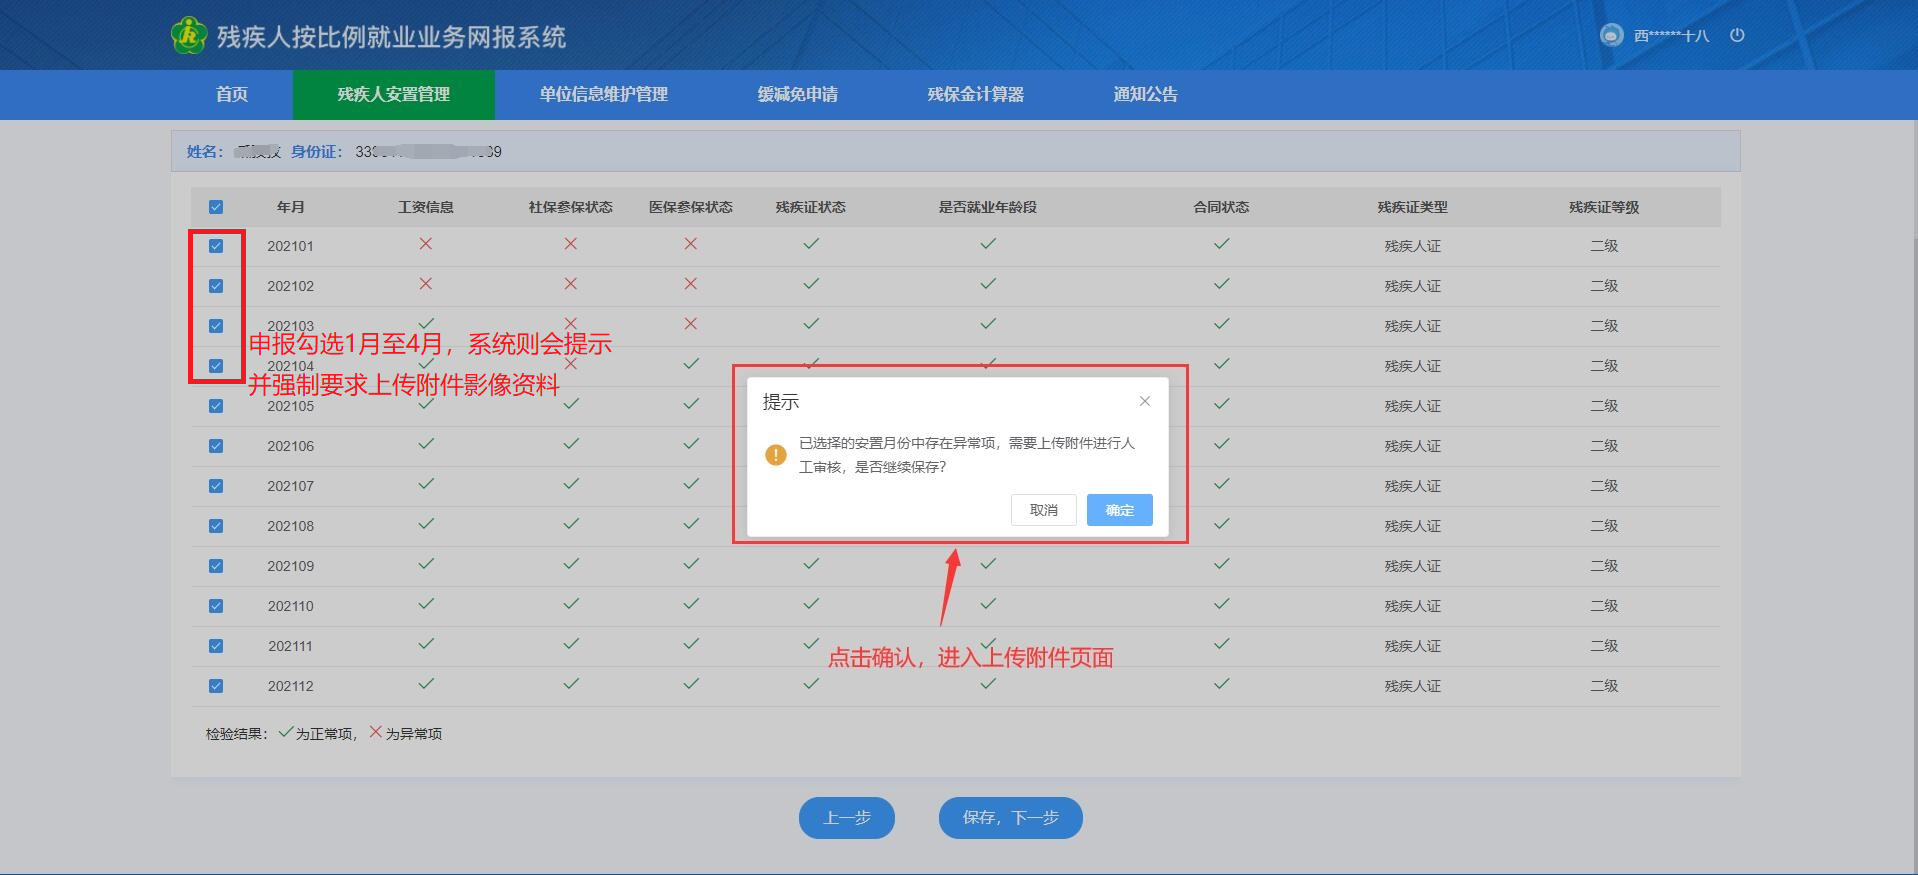 残疾人按比例就业业务网报系统
西******十八
首页 残疾人安置管理 单位信息维护管理 缓减免申请 残保金计算器 通知公告
姓名： 身份证：
年月 工资信息 社保参保状态 医保参保状态 残疾证状态 是否就业年龄段 合同状态 残疾证类型 残疾证等级
202101 残疾人证 二级
202102 残疾人证 二级
202103 残疾人证 二级
申报勾选1月至4月，系统则会提示
202104 残疾人证 二级
并强制要求上传附件影像资料
202105 残疾人证 二级
202106 残疾人证 二级
202107 残疾人证 二级
202108 残疾人证 二级
202109 残疾人证 二级
202110 残疾人证 二级
202111 残疾人证 二级
202112 残疾人证 二级
提示
已选择的安置月份中存在异常项，需要上传附件进行人
工审核，是否继续保存？
取消 确定
点击确认，进入上传附件页面
检验结果： 为正常项， 为异常项
上一步 保存，下一步